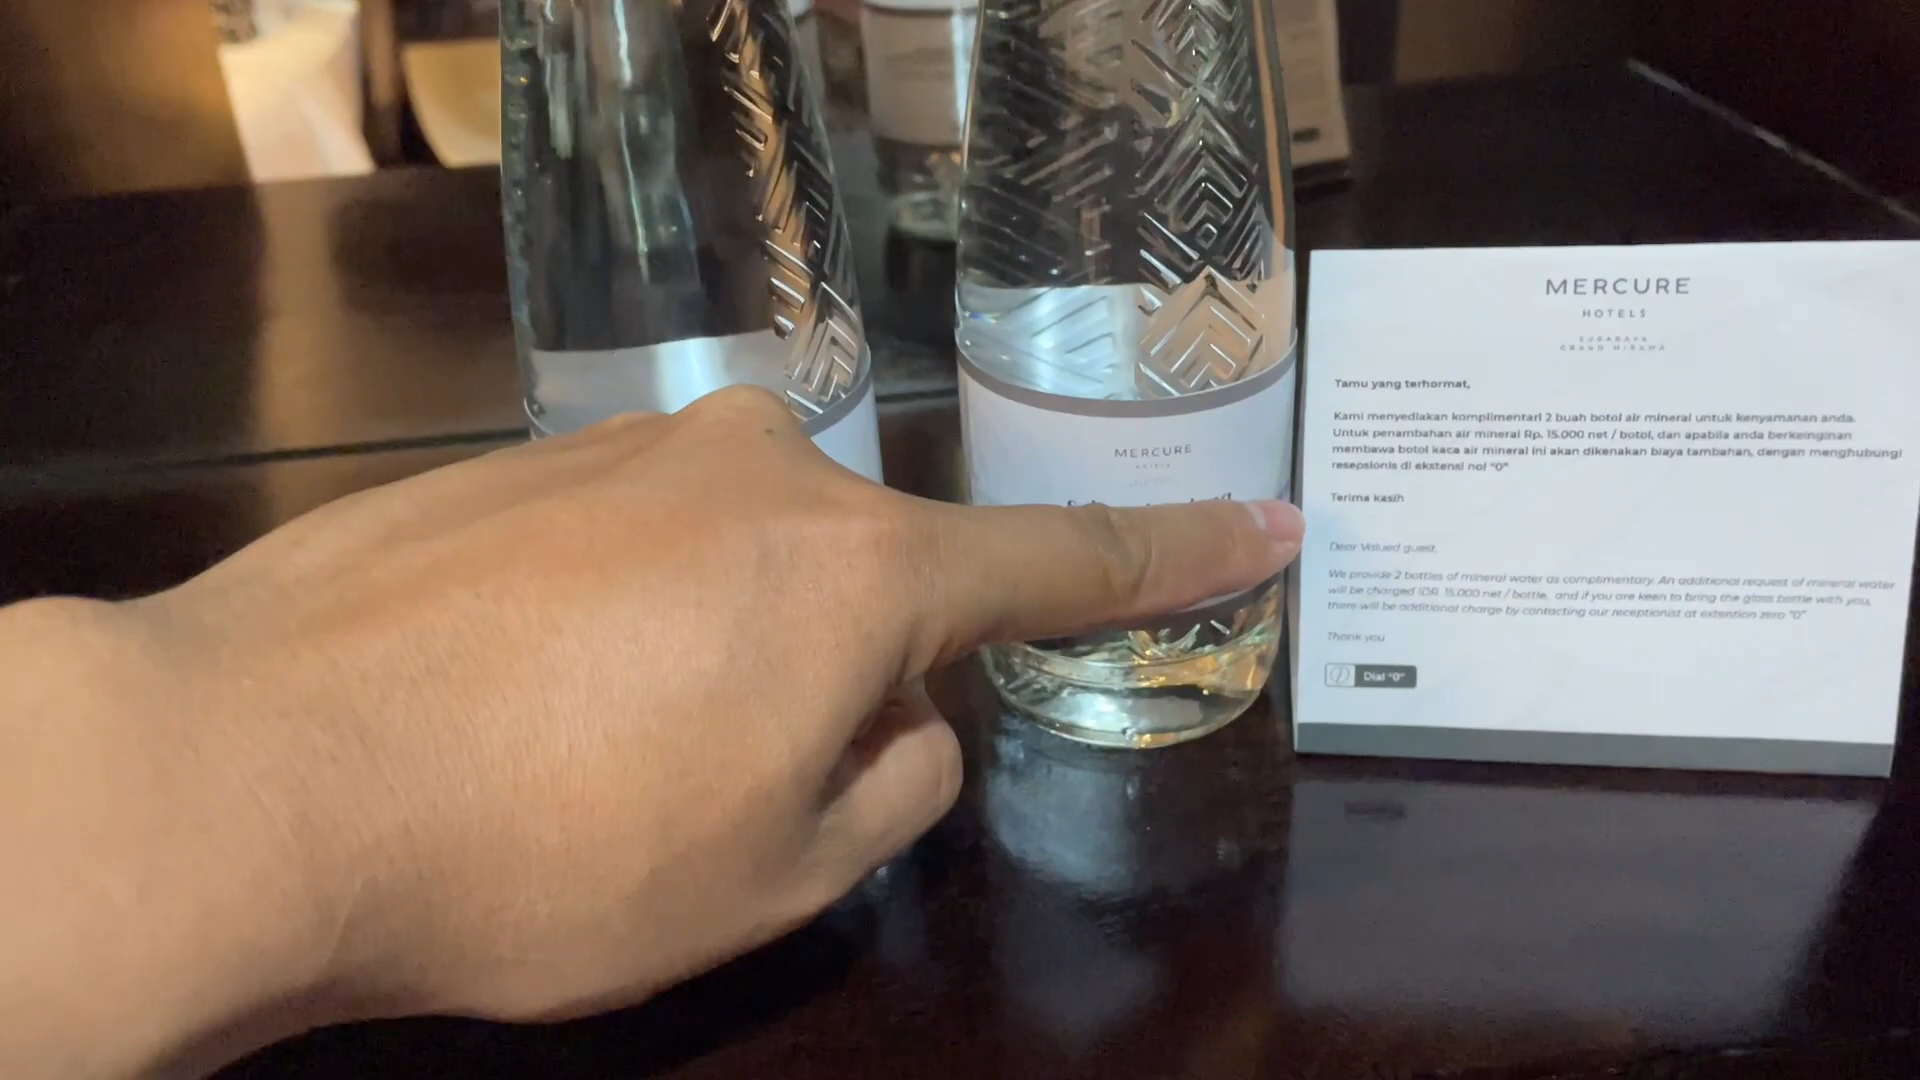 MERCURE
HOTELS
SURABAYA
GRAND MIRAMA
Tamu yang terhormat,
Kami menyediakan komplimentari 2 buah botol air mineral untuk kenyamanan anda.
Untuk penambahan air mineral Rp. 15.000 net / botol, dan apabila anda berkeinginan
membawa botol kaca air mineral ini akan dikenakan biaya tambahan, dengan menghubungi
resepsionis di ekstensi nol "0"
Terima kasih
Dear Valued guest,
We provide 2 bottles of mineral water as complimentary. An additional request of mineral water
will be charged IDR. 15.000 net / bottle, and if you are keen to bring the glass bottle with you,
there will be additional charge by contacting our receptionist at extention zero "0"
Thank you
Dial "0"
MERCURE
HOTELS